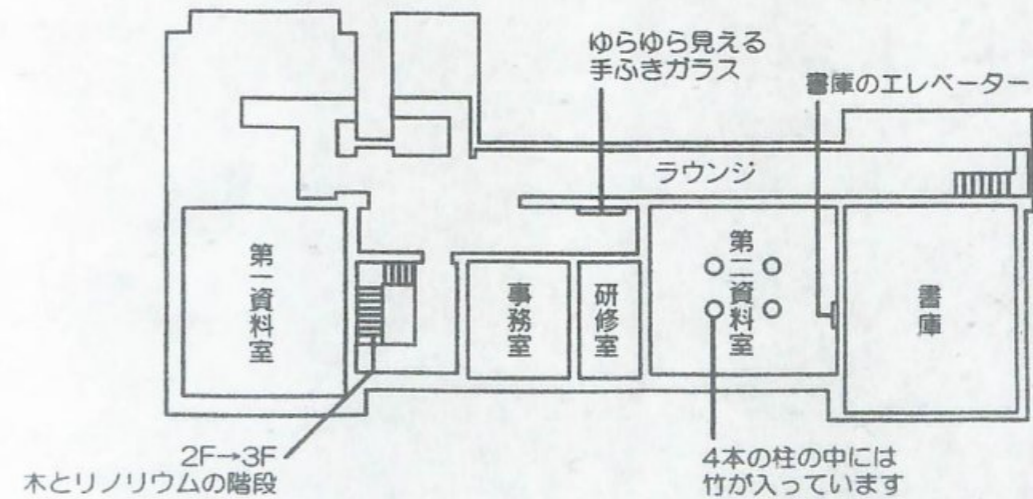 ゆらゆら見える
手ふきガラス
書庫のエレベーター
ラウンジ
第一資料室
事務室
研修室
第二資料室
書庫
2F→3F
木とリノリウムの階段
4本の柱の中には
竹が入っています